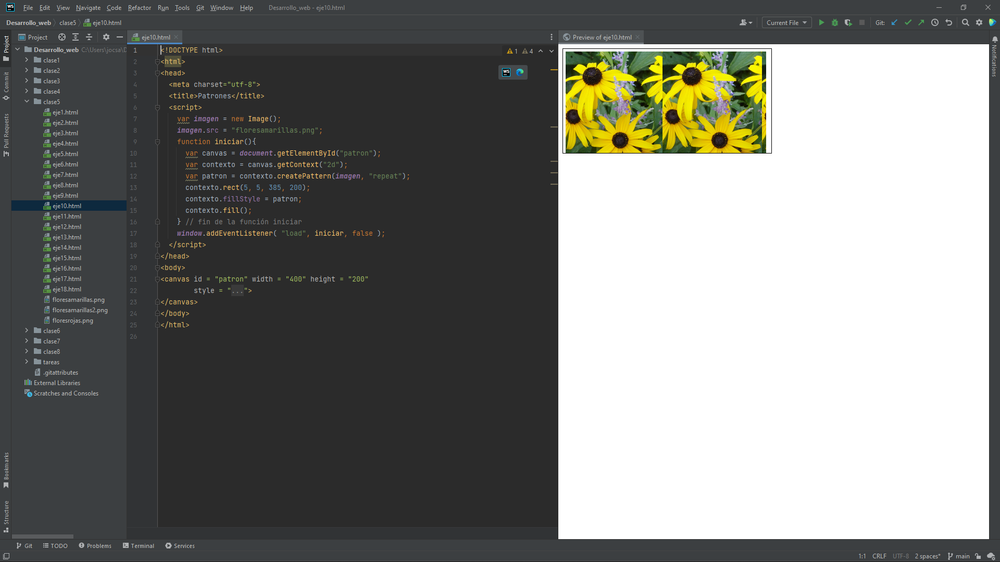 WS File Edit View Navigate Code Refactor Run Tools Git Window Help Desarrollo_web - eje10.html
Desarrollo_web clase5 eje10.html Current File Git:
Project
eje10.html
Preview of eje10.html
Project
Commit
Pull Requests
Bookmarks
Structure
Notifications
Desarrollo_web C:\Users\jocsa\D
clase1
clase2
clase3
clase4
clase5
eje1.html
eje2.html
eje3.html
eje4.html
eje5.html
eje6.html
eje7.html
eje8.html
eje9.html
eje10.html
eje11.html
eje12.html
eje13.html
eje14.html
eje15.html
eje16.html
eje17.html
eje18.html
floresamarillas.png
floresamarillas2.png
floresrojas.png
clase6
clase7
clase8
tareas
.gitattributes
External Libraries
Scratches and Consoles
1 <!DOCTYPE html>
2 <html>
3 <head>
4 <meta charset="utf-8">
5 <title>Patrones</title>
6 <script>
7 var imagen = new Image();
8 imagen.src = "floresamarillas.png";
9 function iniciar(){
10 var canvas = document.getElementById("patron");
11 var contexto = canvas.getContext("2d");
12 var patron = contexto.createPattern(imagen, "repeat");
13 contexto.rect(5, 5, 385, 200);
14 contexto.fillStyle = patron;
15 contexto.fill();
16 } // fin de la función iniciar
17 window.addEventListener( "load", iniciar, false );
18 </script>
19 </head>
20 <body>
21 <canvas id = "patron" width = "400" height = "200"
22 style = "...">
23 </canvas>
24 </body>
25 </html>
26
1 4
WS
Git TODO Problems Terminal Services
1:1 CRLF UTF-8 2 spaces* main